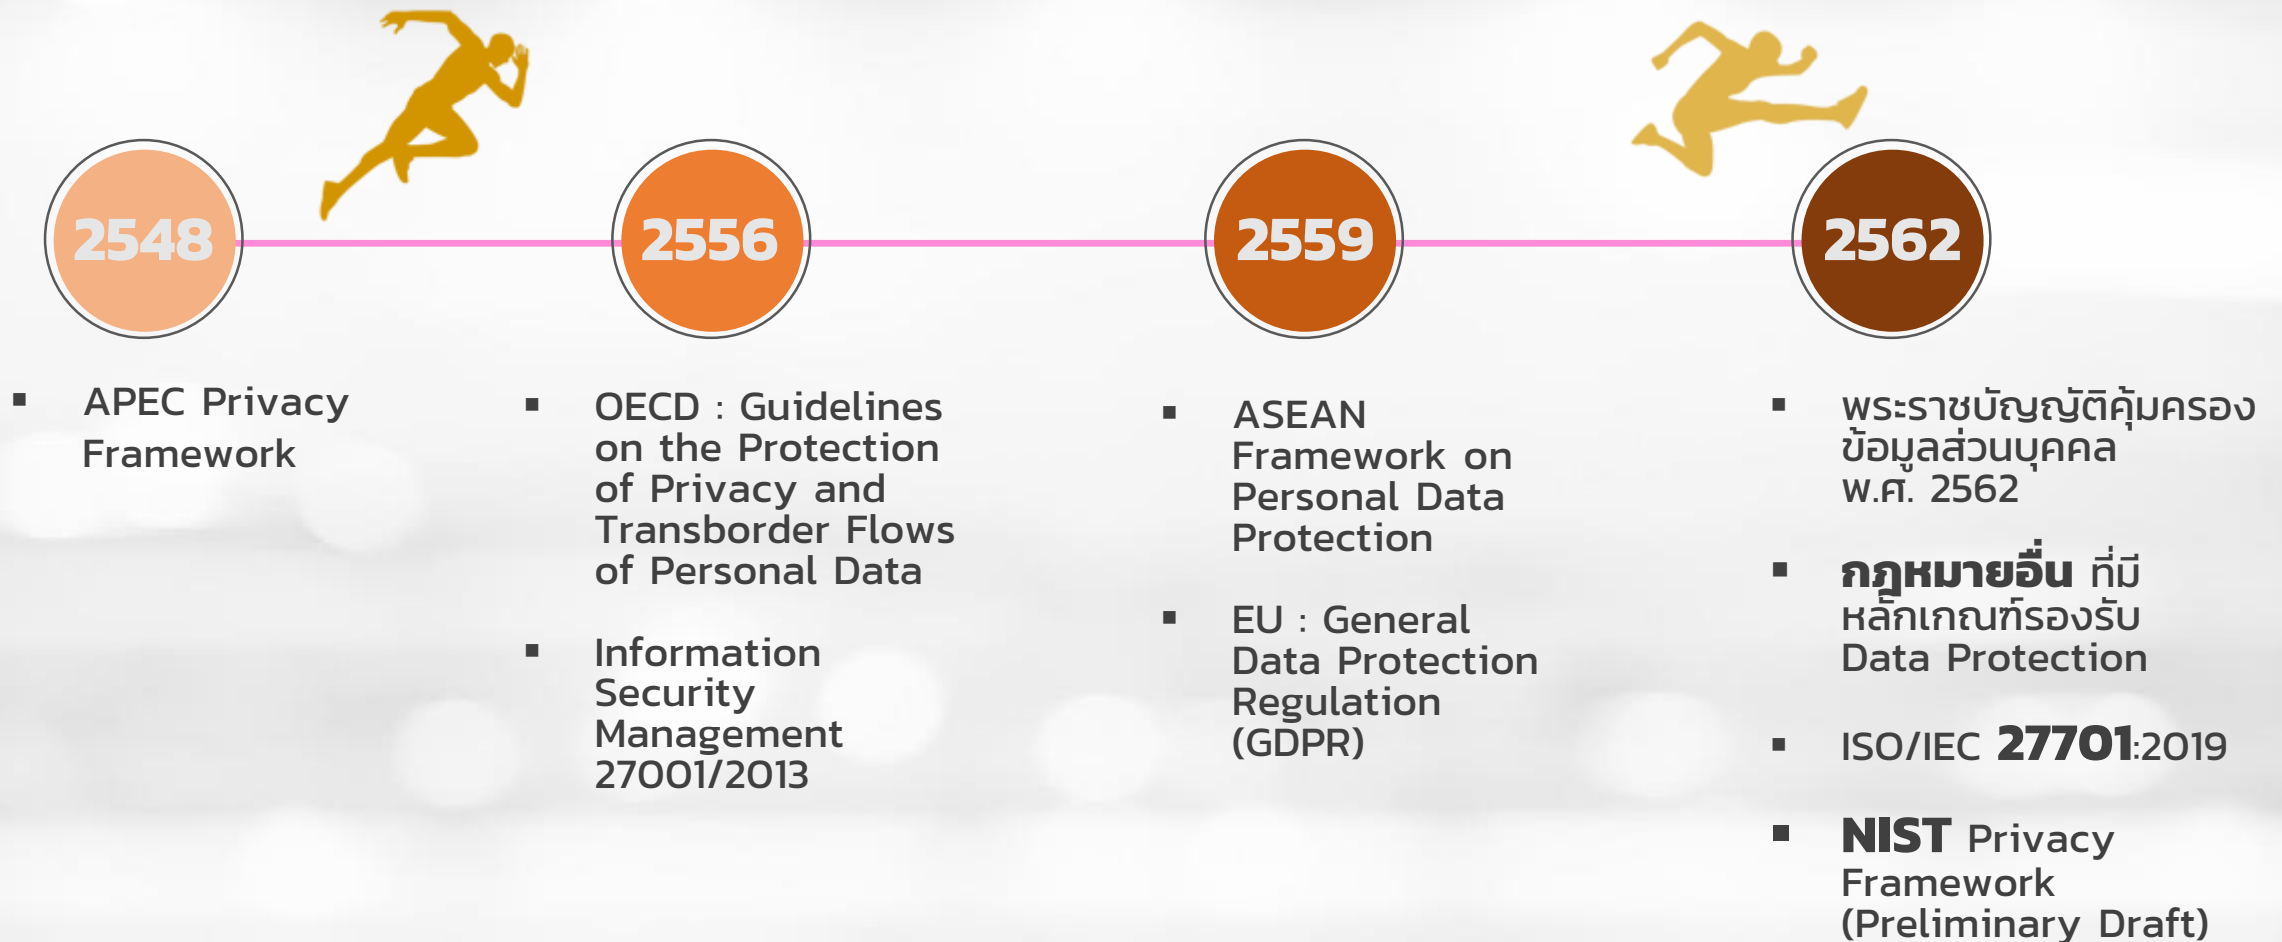 2548
2556
2559
2562
▪ APEC Privacy
Framework
▪ OECD : Guidelines
on the Protection
of Privacy and
Transborder Flows
of Personal Data
▪ Information
Security
Management
27001/2013
▪ ASEAN
Framework on
Personal Data
Protection
▪ EU : General
Data Protection
Regulation
(GDPR)
▪ พระราชบัญญัติคุ้มครอง
ข้อมูลส่วนบุคคล
พ.ศ. 2562
▪ กฎหมายอื่น ที่มี
หลักเกณฑ์รองรับ
Data Protection
▪ ISO/IEC 27701:2019
▪ NIST Privacy
Framework
(Preliminary Draft)